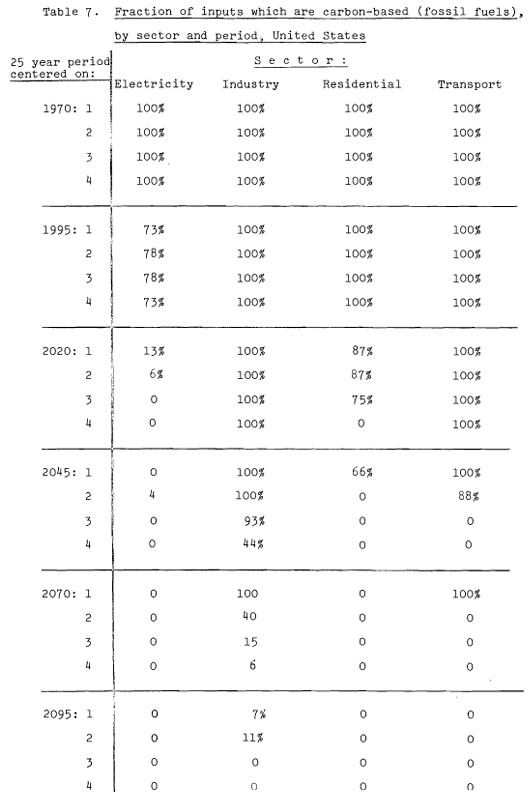 Table 7. Fraction of inputs which are carbon-based (fossil fuels),
by sector and period, United States
25 year period Sector:
centered on:
Electricity Industry Residential Transport
1970: 1 100% 100% 100% 100%
2 100% 100% 100% 100%
3 100% 100% 100% 100%
4 100% 100% 100% 100%
1995: 1 73% 100% 100% 100%
2 78% 100% 100% 100%
3 78% 100% 100% 100%
4 73% 100% 100% 100%
2020: 1 13% 100% 87% 100%
2 6% 100% 87% 100%
3 0 100% 75% 100%
4 0 100% 0 100%
2045: 1 0 100% 66% 100%
2 4 100% 0 88%
3 0 93% 0 0
4 0 44% 0 0
2070: 1 0 100 0 100%
2 0 40 0 0
3 0 15 0 0
4 0 6 0 0
2095: 1 0 7% 0 0
2 0 11% 0 0
3 0 0 0 0
4 0 0 0 0